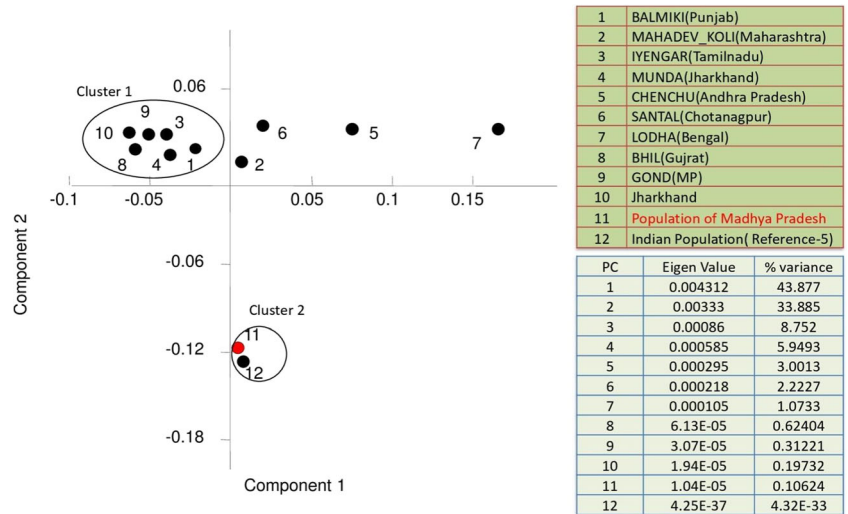 Cluster 1
0.06
9
10
3
6
5
7
8
4
1
2
-0.1
-0.05
0.05
0.1
0.15
Component 2
-0.06
Cluster 2
11
-0.12
12
-0.18
Component 1
1 BALMIKI(Punjab)
2 MAHADEV_KOLI(Maharashtra)
3 IYENGAR(Tamilnadu)
4 MUNDA(Jharkhand)
5 CHENCHU(Andhra Pradesh)
6 SANTAL(Chotanagpur)
7 LODHA(Bengal)
8 BHIL(Gujrat)
9 GOND(MP)
10 Jharkhand
11 Population of Madhya Pradesh
12 Indian Population( Reference-5)
PC Eigen Value % variance
1 0.004312 43.877
2 0.00333 33.885
3 0.00086 8.752
4 0.000585 5.9493
5 0.000295 3.0013
6 0.000218 2.2227
7 0.000105 1.0733
8 6.13E-05 0.62404
9 3.07E-05 0.31221
10 1.94E-05 0.19732
11 1.04E-05 0.10624
12 4.25E-37 4.32E-33